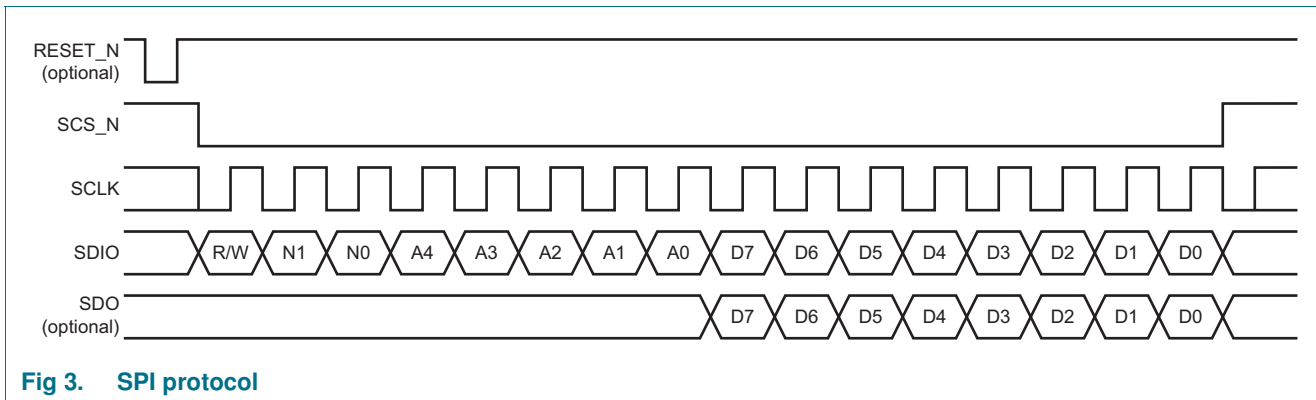 RESET_N
(optional)
SCS_N
SCLK
SDIO R/W N1 N0 A4 A3 A2 A1 A0 D7 D6 D5 D4 D3 D2 D1 D0
SDO
(optional) D7 D6 D5 D4 D3 D2 D1 D0
Fig 3. SPI protocol